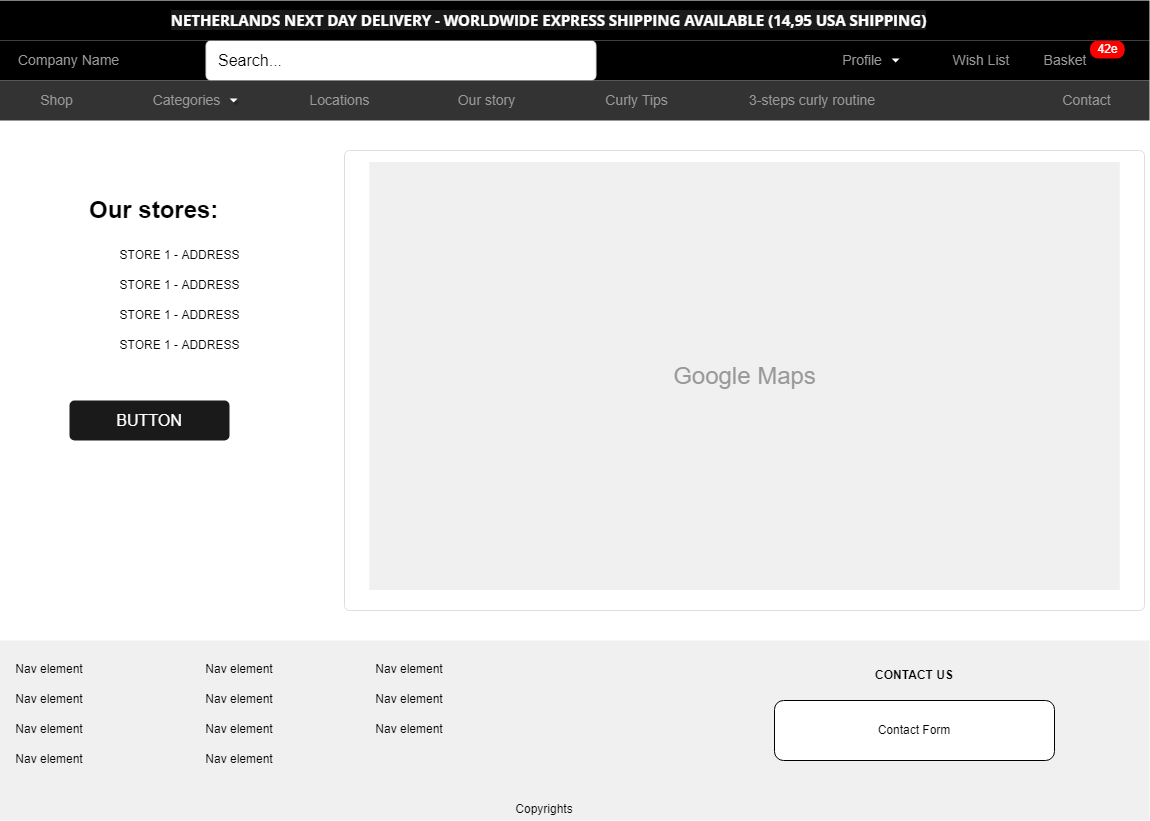 NETHERLANDS NEXT DAY DELIVERY - WORLDWIDE EXPRESS SHIPPING AVAILABLE (14,95 USA SHIPPING)
Company Name Search... Profile Wish List Basket 42e
Shop Categories Locations Our story Curly Tips 3-steps curly routine Contact
Our stores:
STORE 1 - ADDRESS
STORE 1 - ADDRESS
STORE 1 - ADDRESS
STORE 1 - ADDRESS
BUTTON
Google Maps
Nav element Nav element Nav element
Nav element Nav element Nav element
Nav element Nav element Nav element
Nav element Nav element
CONTACT US
Contact Form
Copyrights